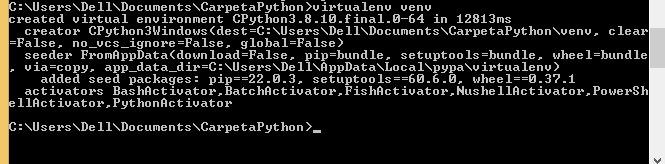 C:\Users\Dell\Documents\CarpetaPython>virtualenv venv
created virtual environment CPython3.8.10.final.0-64 in 12813ms
  creator CPython3Windows(dest=C:\Users\Dell\Documents\CarpetaPython\venv, clear
=False, no_vcs_ignore=False, global=False)
  seeder FromAppData(download=False, pip=bundle, setuptools=bundle, wheel=bundle
, via=copy, app_data_dir=C:\Users\Dell\AppData\Local\pypa\virtualenv)
    added seed packages: pip==22.0.3, setuptools==60.6.0, wheel==0.37.1
  activators BashActivator,BatchActivator,FishActivator,NushellActivator,PowerSh
ellActivator,PythonActivator
C:\Users\Dell\Documents\CarpetaPython>_